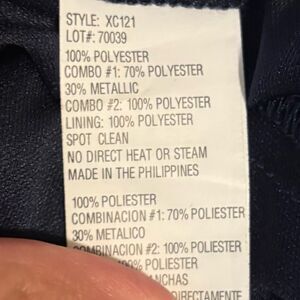 STYLE: XC121
LOT#: 70039
100% POLYESTER
COMBO #1: 70% POLYESTER
30% METALLIC
COMBO #2: 100% POLYESTER
LINING: 100% POLYESTER
SPOT CLEAN
NO DIRECT HEAT OR STEAM
MADE IN THE PHILIPPINES
100% POLIESTER
COMBINACION #1: 70% POLIESTER
30% METALICO
COMBINACION #2: 100% POLIESTER
100% POLIESTER